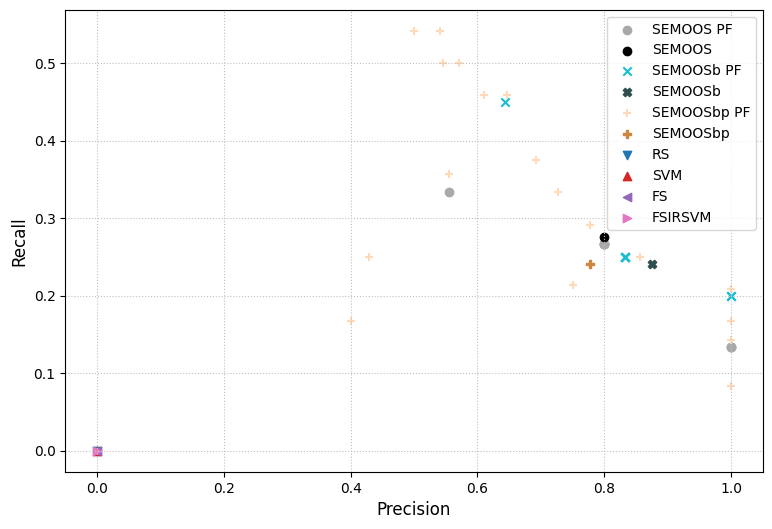 SEMOOS PF
SEMOOS
SEMOOSb PF
SEMOOSb
SEMOOSbp PF
SEMOOSbp
RS
SVM
FS
FSIRSVM
0.5
0.4
0.3
0.2
0.1
0.0
Recall
0.0 0.2 0.4 0.6 0.8 1.0
Precision